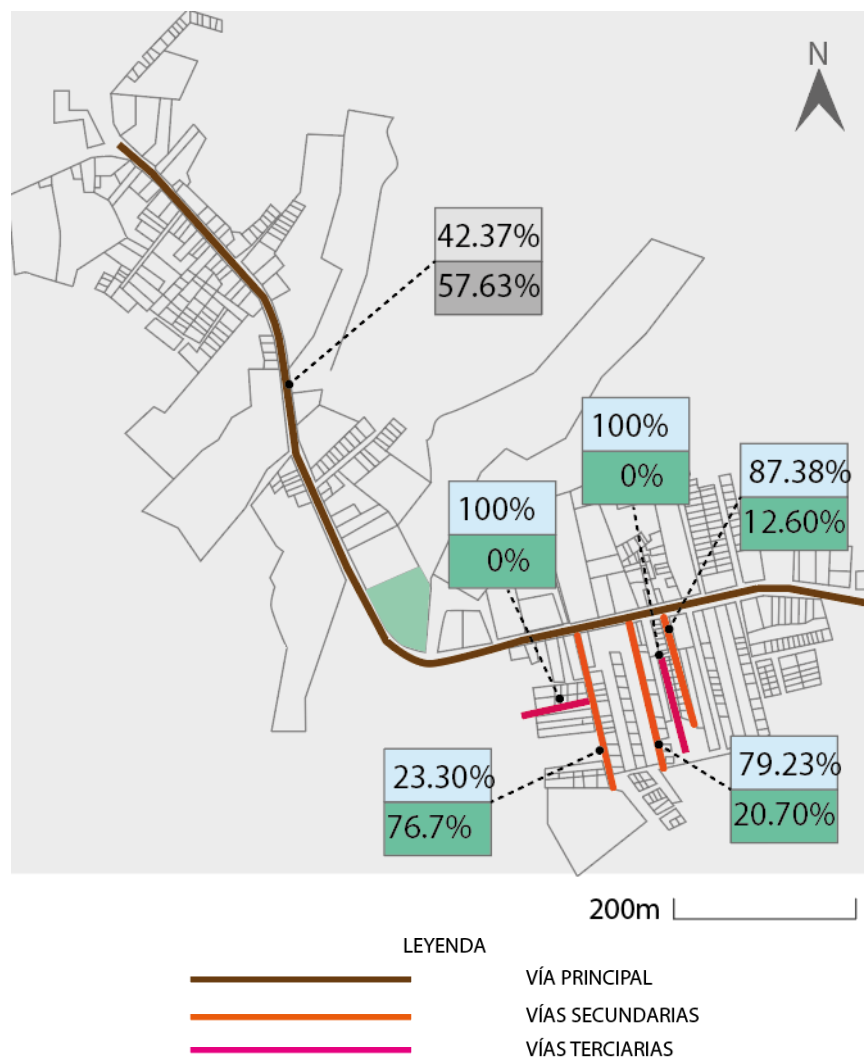 N
42.37%
57.63%
100%
0%
87.38%
12.60%
100%
0%
23.30%
76.7%
79.23%
20.70%
200m
LEYENDA
VÍA PRINCIPAL
VÍAS SECUNDARIAS
VÍAS TERCIARIAS